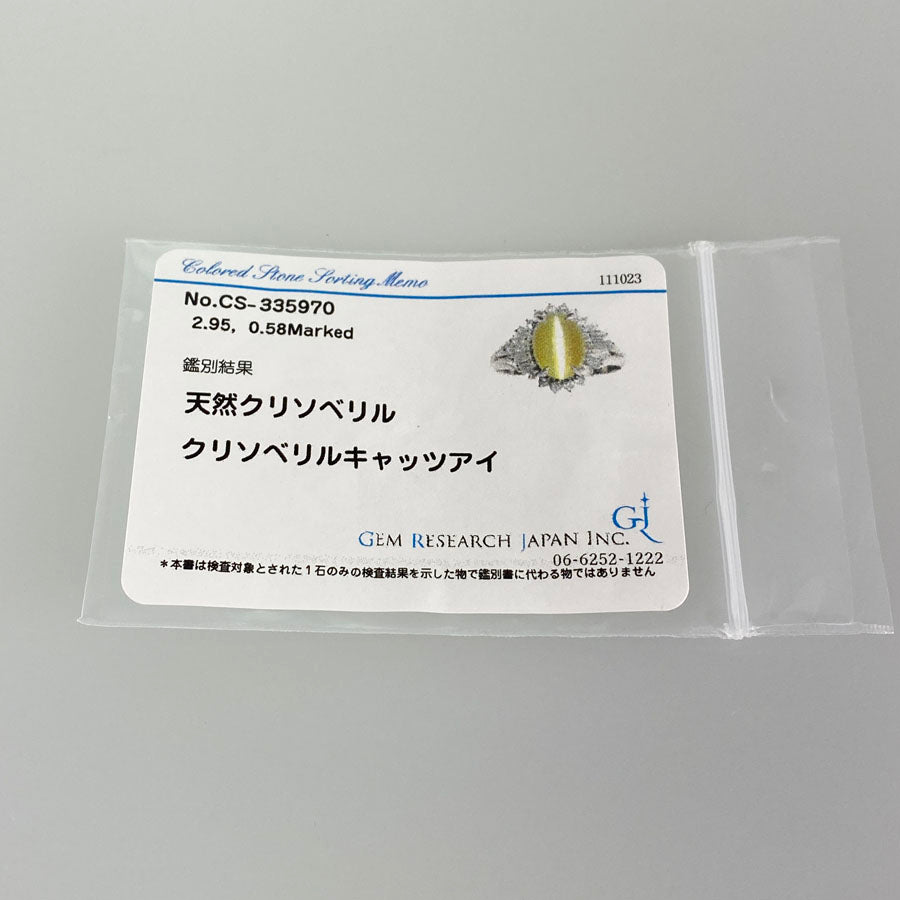 Colored Stone Sorting Memo
111023
No.CS-335970
2.95, 0.58Marked
鑑別結果
天然クリソベリル
クリソベリルキャッツアイ
GJ
GEM RESEARCH JAPAN INC.
06-6252-1222
*本書は検査対象とされた1石のみの検査結果を示した物で鑑別書に代わる物ではありません